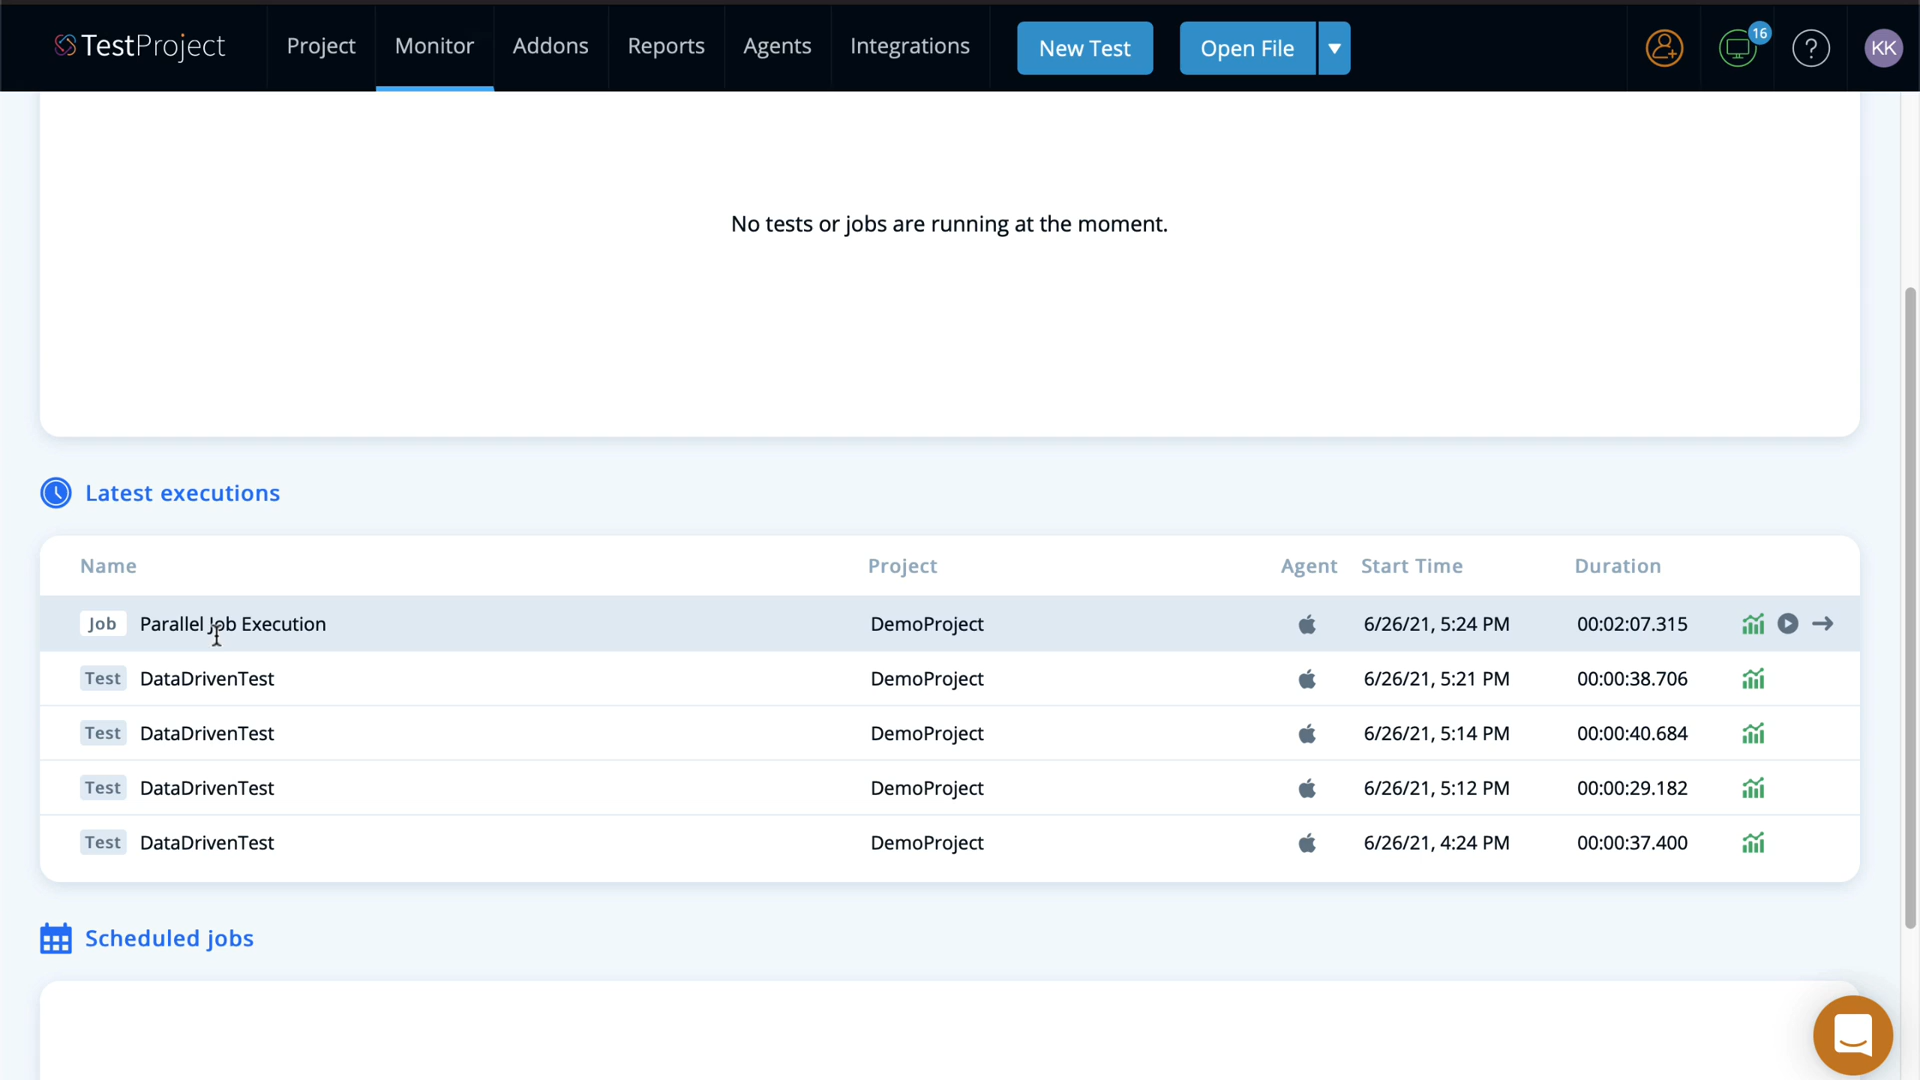 TestProject Project Monitor Addons Reports Agents Integrations New Test Open File 16 ? KK
No tests or jobs are running at the moment.
Latest executions
Name Project Agent Start Time Duration
Job Parallel Job Execution DemoProject 6/26/21, 5:24 PM 00:02:07.315
Test DataDrivenTest DemoProject 6/26/21, 5:21 PM 00:00:38.706
Test DataDrivenTest DemoProject 6/26/21, 5:14 PM 00:00:40.684
Test DataDrivenTest DemoProject 6/26/21, 5:12 PM 00:00:29.182
Test DataDrivenTest DemoProject 6/26/21, 4:24 PM 00:00:37.400
Scheduled jobs